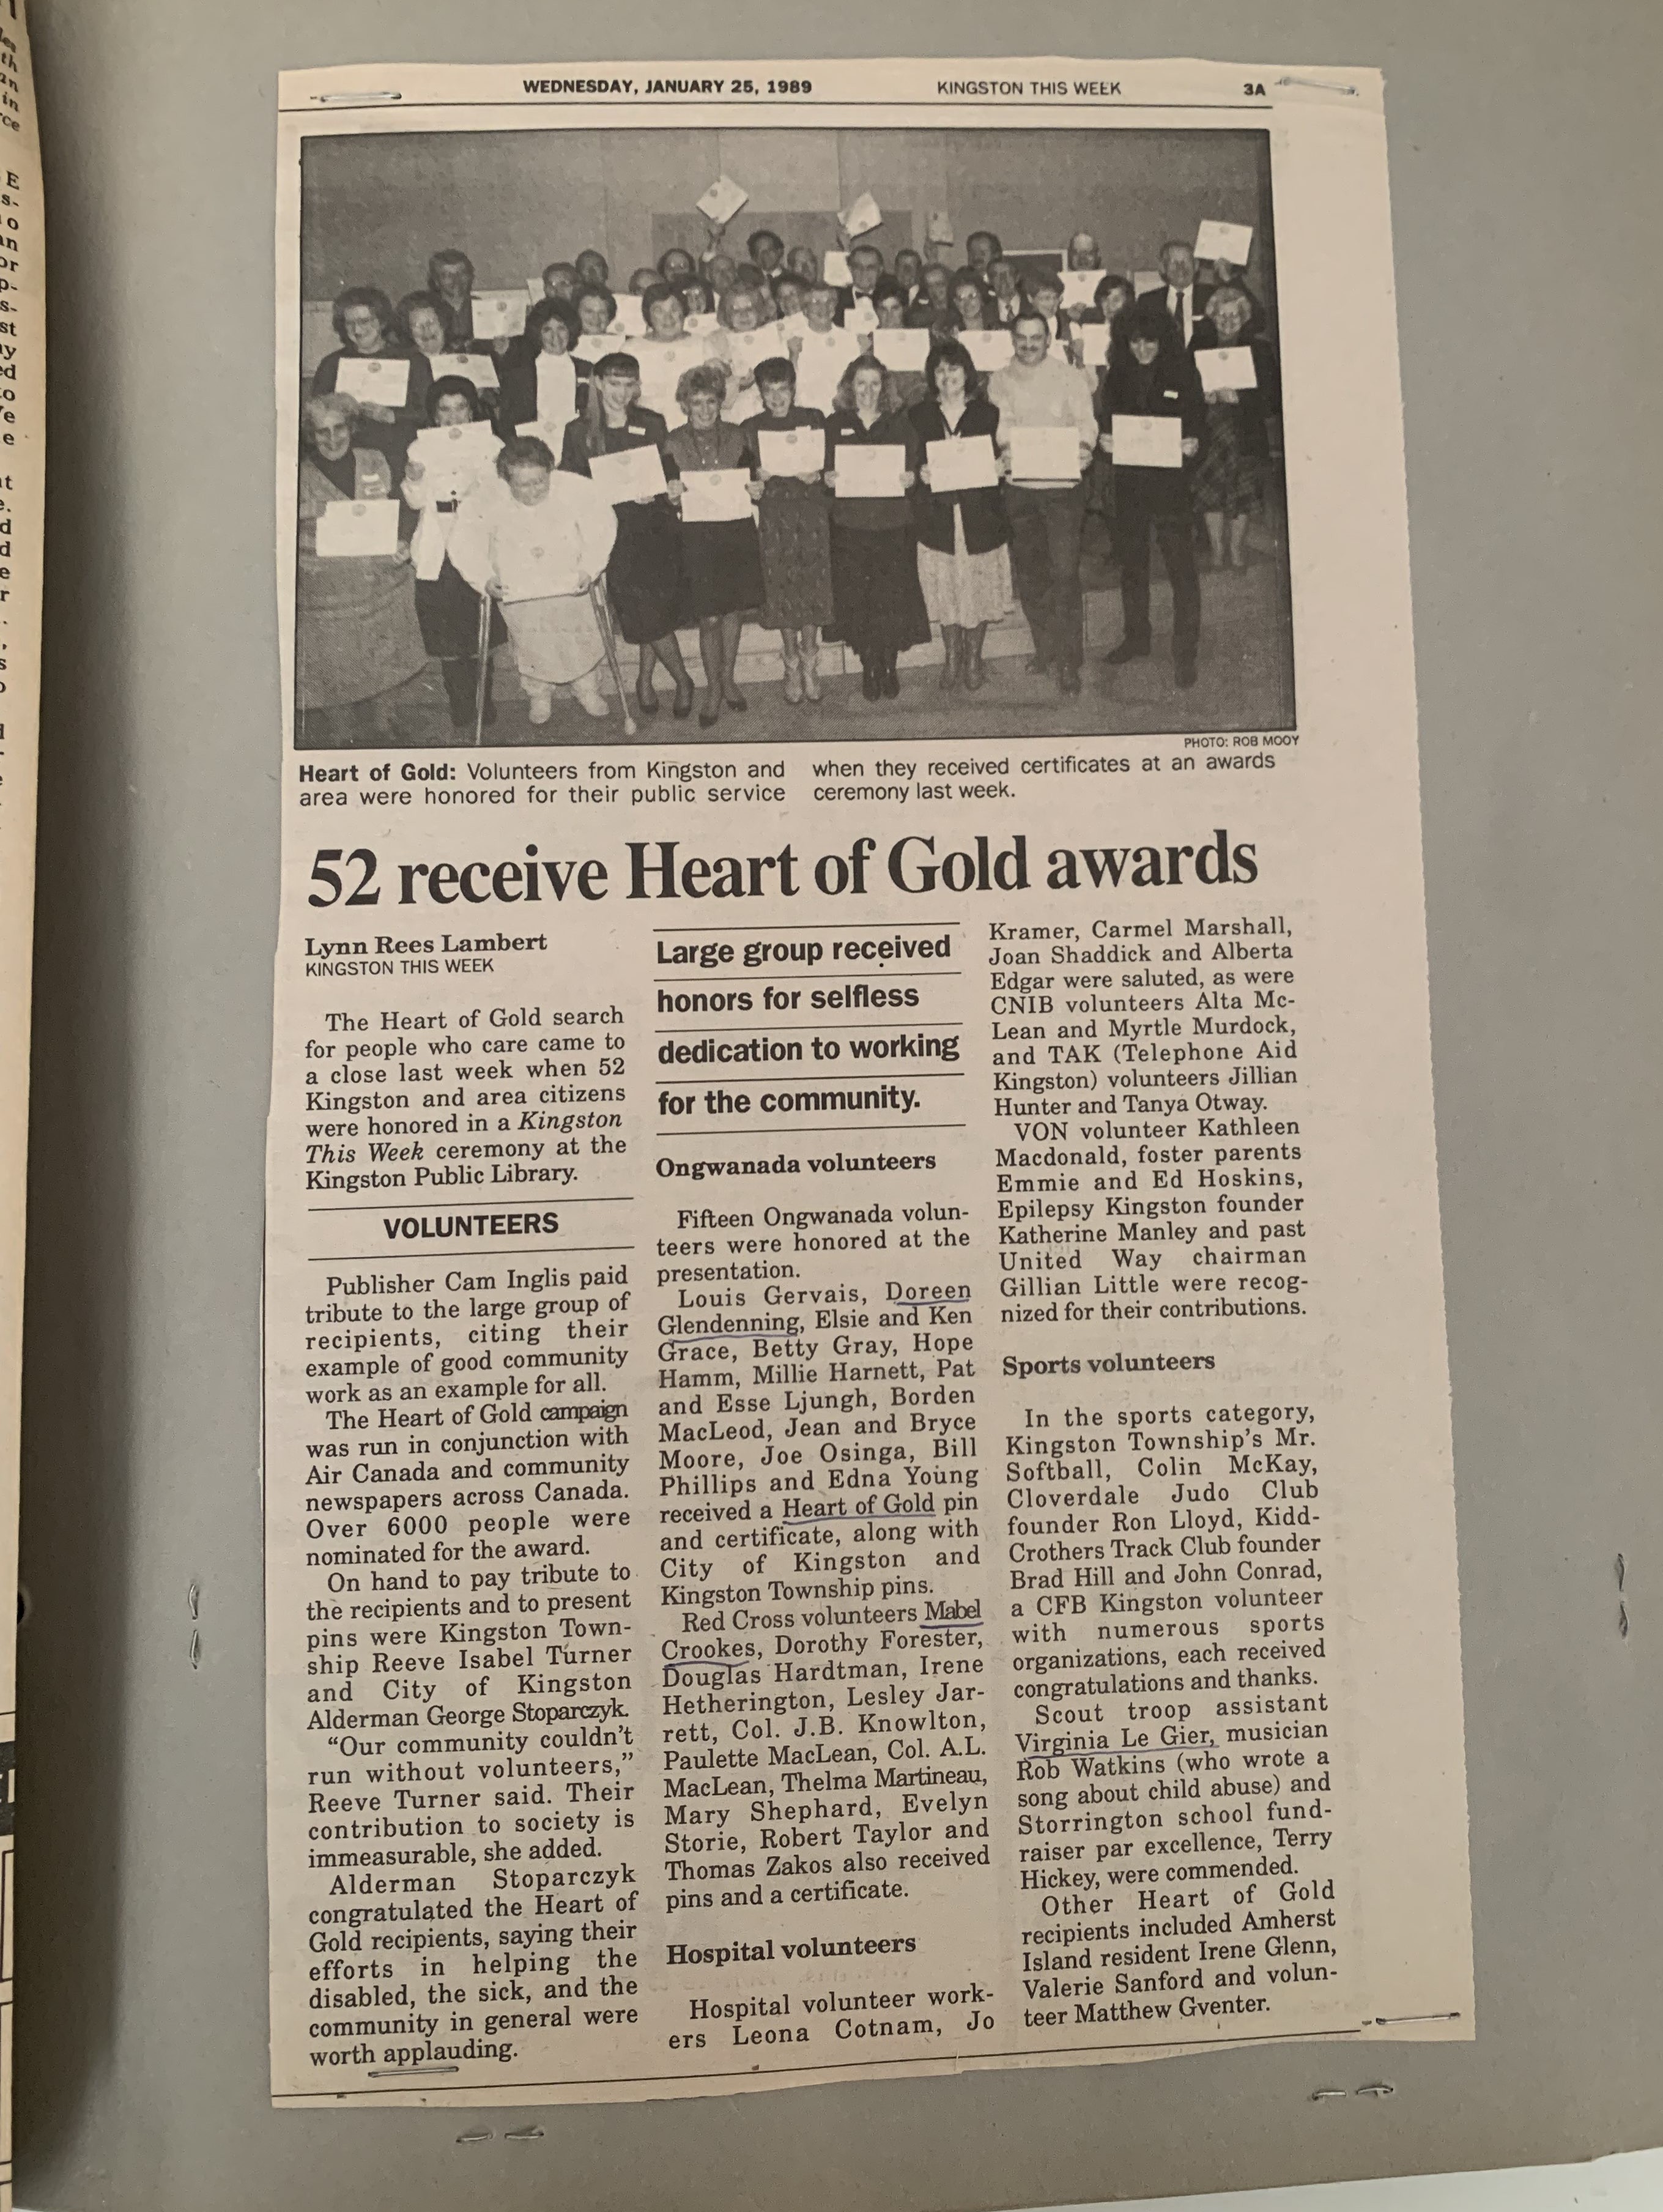 WEDNESDAY, JANUARY 25, 1989 KINGSTON THIS WEEK 3A
PHOTO: ROB MOOY
Heart of Gold: Volunteers from Kingston and
area were honored for their public service
when they received certificates at an awards
ceremony last week.
52 receive Heart of Gold awards
Lynn Rees Lambert
KINGSTON THIS WEEK
The Heart of Gold search
for people who care came to
a close last week when 52
Kingston and area citizens
were honored in a Kingston
This Week ceremony at the
Kingston Public Library.
VOLUNTEERS
Publisher Cam Inglis paid
tribute to the large group of
recipients, citing their
example of good community
work as an example for all.
The Heart of Gold campaign
was run in conjunction with
Air Canada and community
newspapers across Canada.
Over 6000 people were
nominated for the award.
On hand to pay tribute to
the recipients and to present
pins were Kingston Town-
ship Reeve Isabel Turner
and City of Kingston
Alderman George Stoparczyk.
“Our community couldn’t
run without volunteers,”
Reeve Turner said. Their
contribution to society is
immeasurable, she added.
Alderman Stoparczyk
congratulated the Heart of
Gold recipients, saying their
efforts in helping the
disabled, the sick, and the
community in general were
worth applauding.
Large group received
honors for selfless
dedication to working
for the community.
Ongwanada volunteers
Fifteen Ongwanada volun-
teers were honored at the
presentation.
Louis Gervais, Doreen
Glendenning, Elsie and Ken
Grace, Betty Gray, Hope
Hamm, Millie Harnett, Pat
and Esse Ljungh, Borden
MacLeod, Jean and Bryce
Moore, Joe Osinga, Bill
Phillips and Edna Young
received a Heart of Gold pin
and certificate, along with
City of Kingston and
Kingston Township pins.
Red Cross volunteers Mabel
Crookes, Dorothy Forester,
Douglas Hardtman, Irene
Hetherington, Lesley Jar-
rett, Col. J.B. Knowlton,
Paulette MacLean, Col. A.L.
MacLean, Thelma Martineau,
Mary Shephard, Evelyn
Storie, Robert Taylor and
Thomas Zakos also received
pins and a certificate.
Hospital volunteers
Hospital volunteer work-
ers Leona Cotnam, Jo
Kramer, Carmel Marshall,
Joan Shaddick and Alberta
Edgar were saluted, as were
CNIB volunteers Alta Mc-
Lean and Myrtle Murdock,
and TAK (Telephone Aid
Kingston) volunteers Jillian
Hunter and Tanya Otway.
VON volunteer Kathleen
Macdonald, foster parents
Emmie and Ed Hoskins,
Epilepsy Kingston founder
Katherine Manley and past
United Way chairman
Gillian Little were recog-
nized for their contributions.
Sports volunteers
In the sports category,
Kingston Township’s Mr.
Softball, Colin McKay,
Cloverdale Judo Club
founder Ron Lloyd, Kidd-
Crothers Track Club founder
Brad Hill and John Conrad,
a CFB Kingston volunteer
with numerous sports
organizations, each received
congratulations and thanks.
Scout troop assistant
Virginia Le Gier, musician
Rob Watkins (who wrote a
song about child abuse) and
Storrington school fund-
raiser par excellence, Terry
Hickey, were commended.
Other Heart of Gold
recipients included Amherst
Island resident Irene Glenn,
Valerie Sanford and volun-
teer Matthew Gventer.